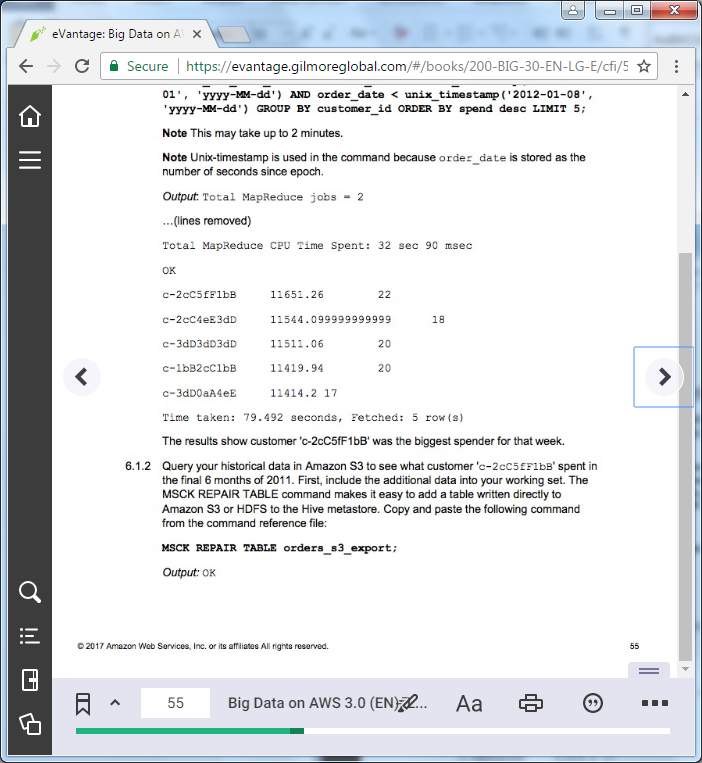 eVantage: Big Data on A
Secure
https://evantage.gilmoreglobal.com/#/books/200-BIG-30-EN-LG-E/cfi/5
01', 'yyyy-MM-dd') AND order_date < unix_timestamp('2012-01-08',
'yyyy-MM-dd') GROUP BY customer_id ORDER BY spend desc LIMIT 5;
Note This may take up to 2 minutes.
Note Unix-timestamp is used in the command because order_date is stored as the
number of seconds since epoch.
Output: Total MapReduce jobs = 2
...(lines removed)
Total MapReduce CPU Time Spent: 32 sec 90 msec
OK
c-2cC5fF1bB 11651.26 22
c-2cC4eE3dD 11544.099999999999 18
c-3dD3dD3dD 11511.06 20
c-1bB2cC1bB 11419.94 20
c-3dD0aA4eE 11414.2 17
Time taken: 79.492 seconds, Fetched: 5 row(s)
The results show customer 'c-2cC5fF1bB' was the biggest spender for that week.
6.1.2 Query your historical data in Amazon S3 to see what customer 'c-2cC5fF1bB' spent in
the final 6 months of 2011. First, include the additional data into your working set. The
MSCK REPAIR TABLE command makes it easy to add a table written directly to
Amazon S3 or HDFS to the Hive metastore. Copy and paste the following command
from the command reference file:
MSCK REPAIR TABLE orders_s3_export;
Output: OK
© 2017 Amazon Web Services, Inc. or its affiliates All rights reserved. 55
55 Big Data on AWS 3.0 (EN) Aa